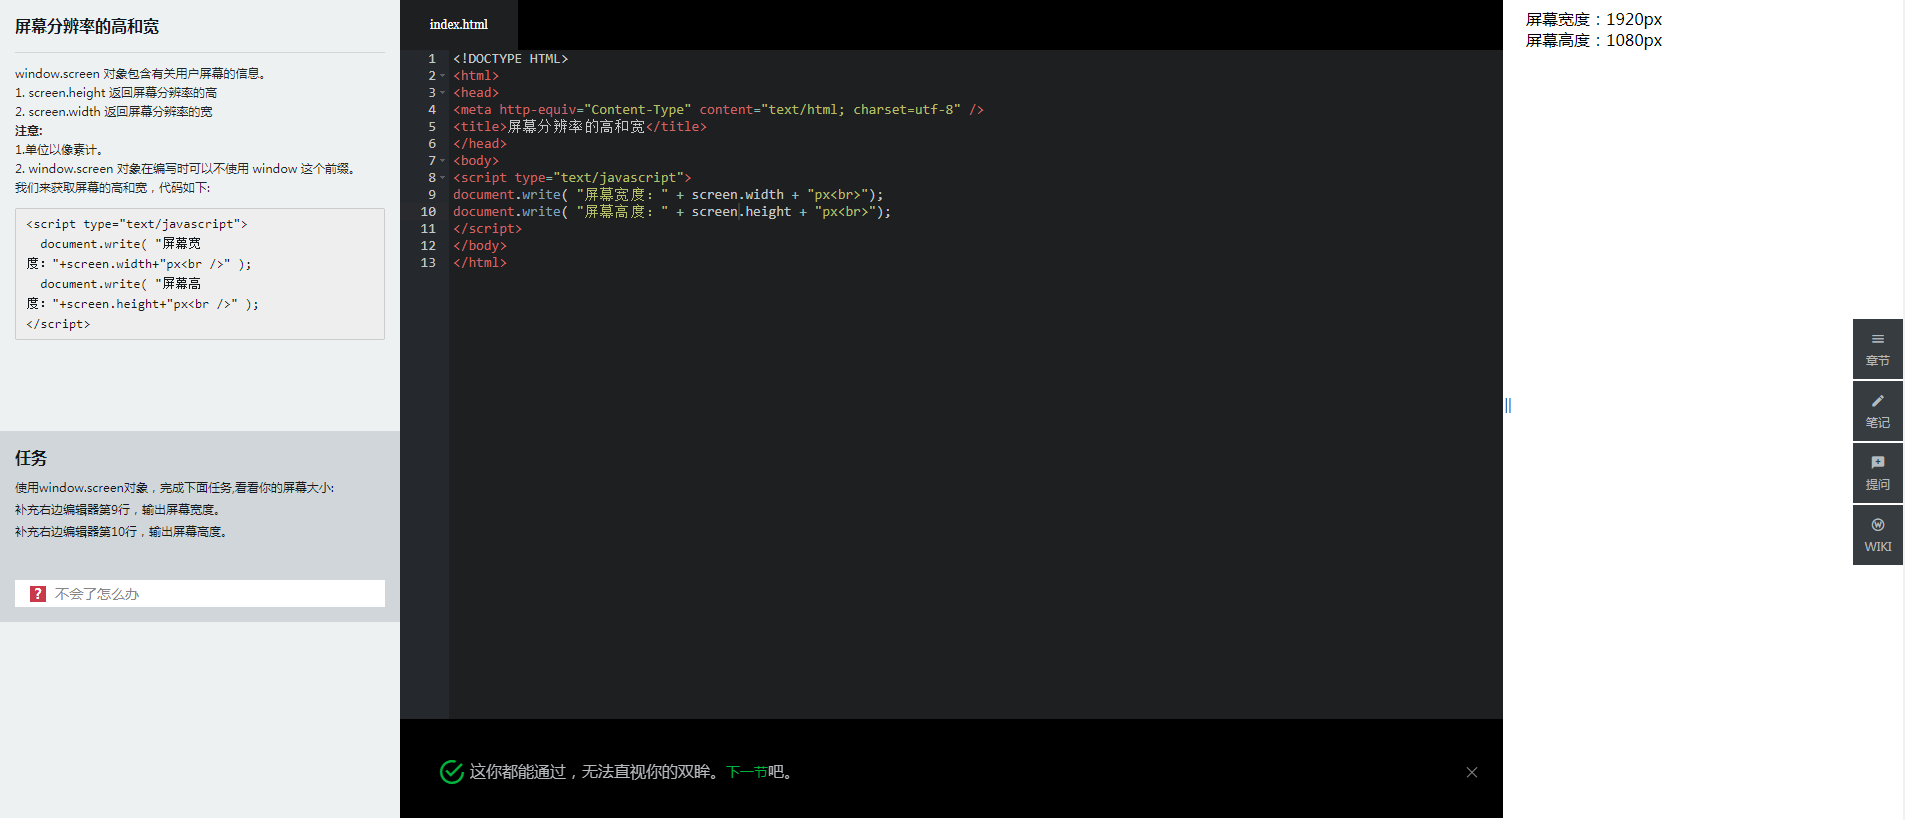 屏幕分辨率的高和宽
window.screen 对象包含有关用户屏幕的信息。
1. screen.height 返回屏幕分辨率的高
2. screen.width 返回屏幕分辨率的宽
注意:
1.单位以像素计。
2. window.screen 对象在编写时可以不使用 window 这个前缀。
我们来获取屏幕的高和宽，代码如下:
<script type="text/javascript">
  document.write( "屏幕宽
度："+screen.width+"px<br />" );
  document.write( "屏幕高
度："+screen.height+"px<br />" );
</script>
任务
使用window.screen对象，完成下面任务,看看你的屏幕大小:
补充右边编辑器第9行，输出屏幕宽度。
补充右边编辑器第10行，输出屏幕高度。
? 不会了怎么办
index.html
1 <!DOCTYPE HTML>
2 <html>
3 <head>
4 <meta http-equiv="Content-Type" content="text/html; charset=utf-8" />
5 <title>屏幕分辨率的高和宽</title>
6 </head>
7 <body>
8 <script type="text/javascript">
9 document.write( "屏幕宽度：" + screen.width + "px<br>");
10 document.write( "屏幕高度：" + screen.height + "px<br>");
11 </script>
12 </body>
13 </html>
这你都能通过，无法直视你的双眸。下一节吧。
屏幕宽度：1920px
屏幕高度：1080px
章节
笔记
提问
WIKI